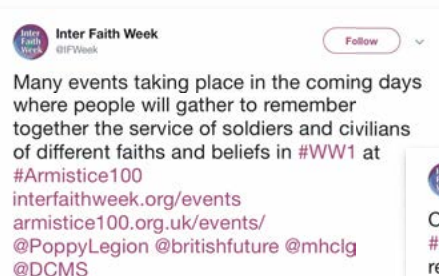 Inter Faith Week
Inter Faith Week
@IFWeek
Follow
Many events taking place in the coming days
where people will gather to remember
together the service of soldiers and civilians
of different faiths and beliefs in #WW1 at
#Armistice100
interfaithweek.org/events
armistice100.org.uk/events/
@PoppyLegion @britishfuture @mhclg
@DCMS
#
re